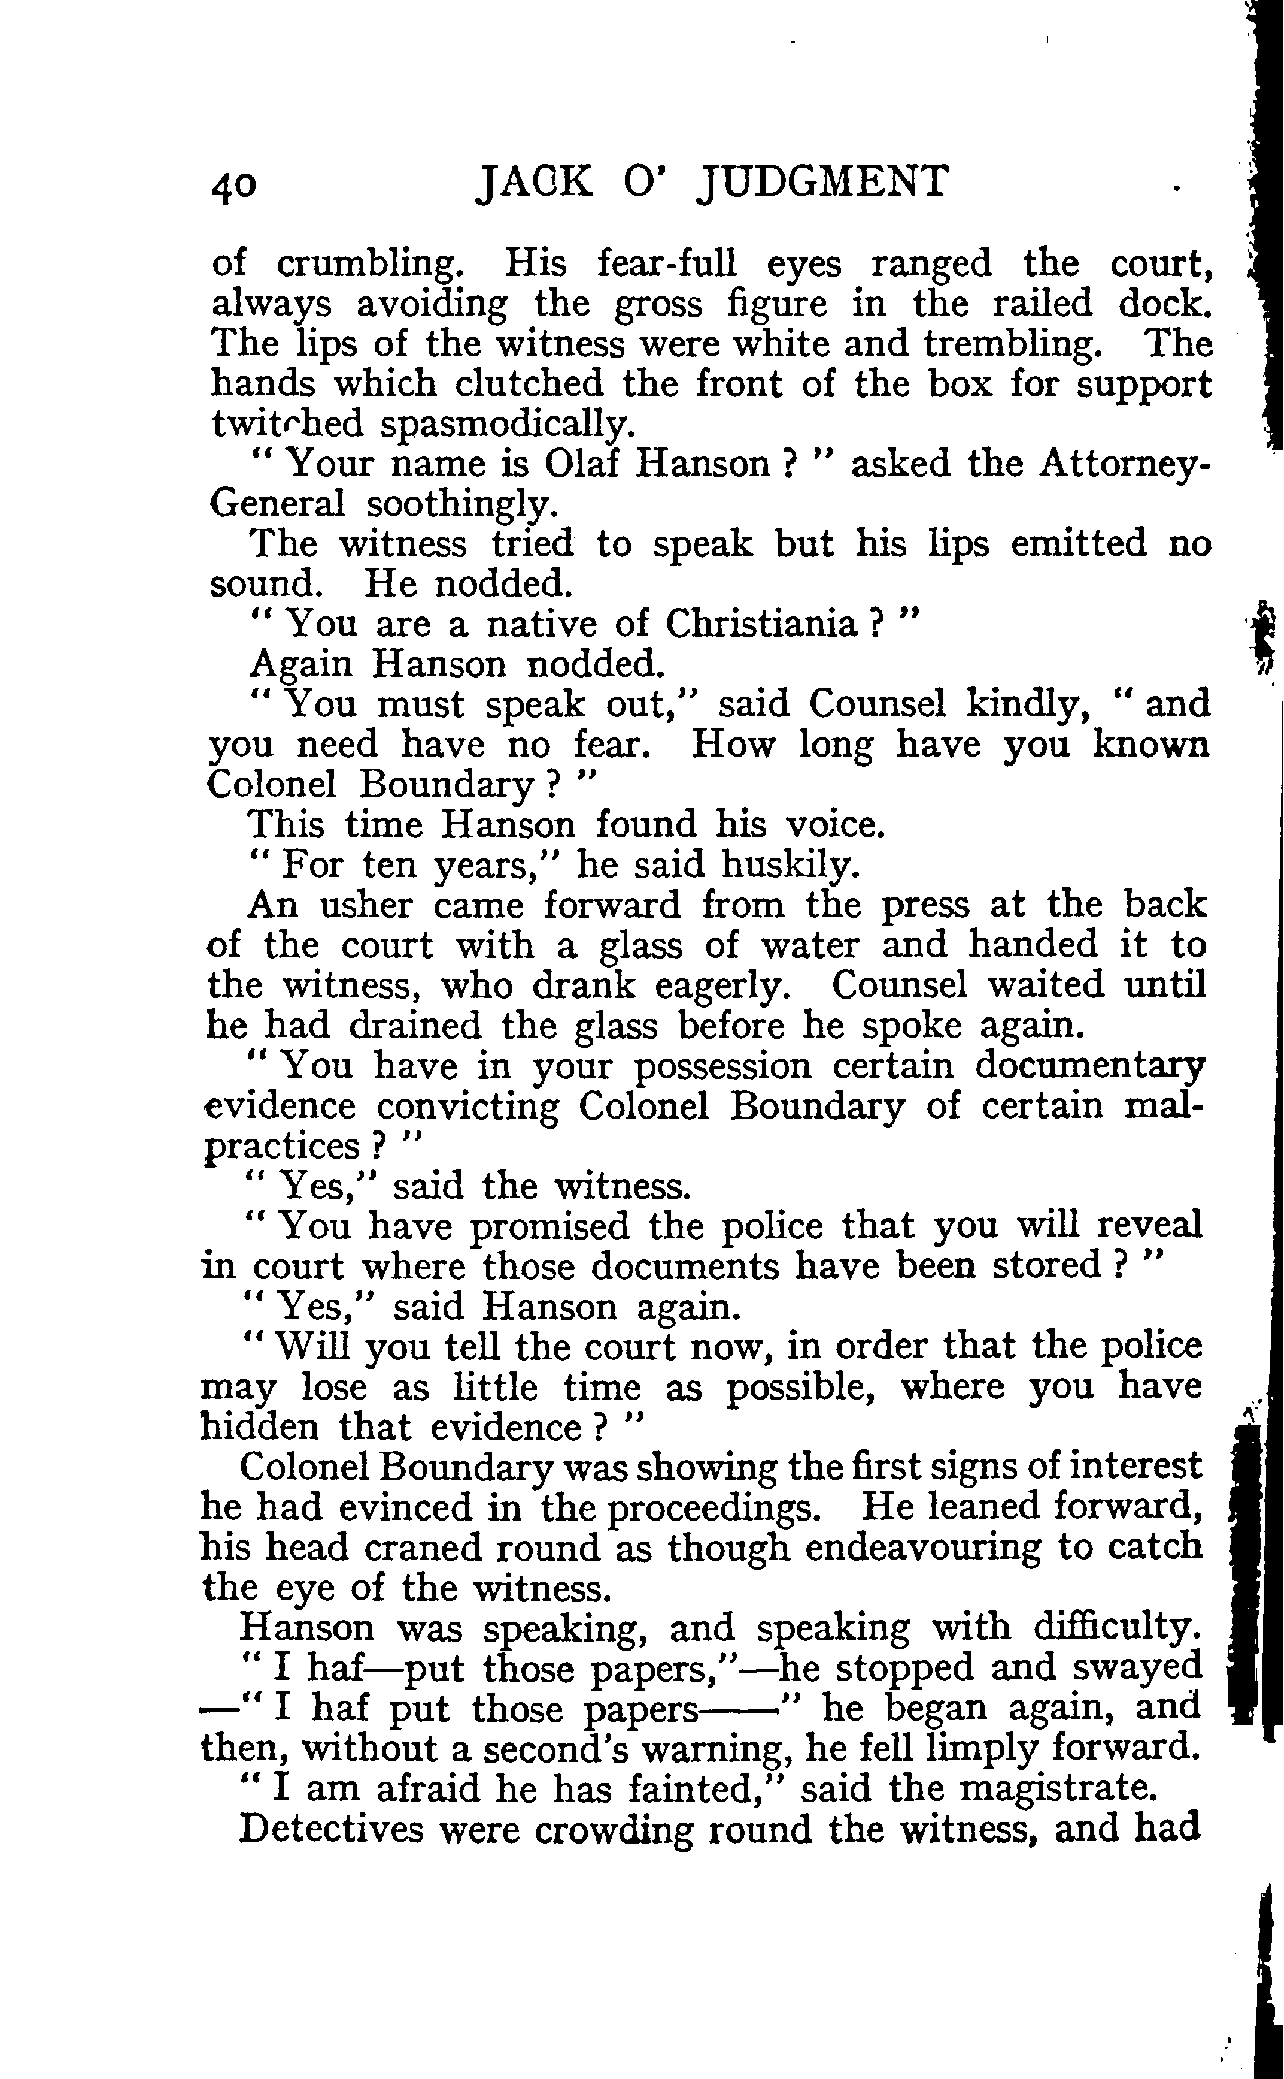 40 JACK O' JUDGMENT
of crumbling. His fear-full eyes ranged the court,
always avoiding the gross figure in the railed dock.
The lips of the witness were white and trembling. The
hands which clutched the front of the box for support
twitched spasmodically.
" Your name is Olaf Hanson ? " asked the Attorney-
General soothingly.
The witness tried to speak but his lips emitted no
sound. He nodded.
" You are a native of Christiania ? "
Again Hanson nodded.
" You must speak out," said Counsel kindly, " and
you need have no fear. How long have you known
Colonel Boundary ? "
This time Hanson found his voice.
" For ten years," he said huskily.
An usher came forward from the press at the back
of the court with a glass of water and handed it to
the witness, who drank eagerly. Counsel waited until
he had drained the glass before he spoke again.
" You have in your possession certain documentary
evidence convicting Colonel Boundary of certain mal-
practices ? "
" Yes," said the witness.
" You have promised the police that you will reveal
in court where those documents have been stored ? "
" Yes," said Hanson again.
" Will you tell the court now, in order that the police
may lose as little time as possible, where you have
hidden that evidence ? "
Colonel Boundary was showing the first signs of interest
he had evinced in the proceedings. He leaned forward,
his head craned round as though endeavouring to catch
the eye of the witness.
Hanson was speaking, and speaking with difficulty.
" I haf—put those papers,"—he stopped and swayed
—" I haf put those papers——" he began again, and
then, without a second's warning, he fell limply forward.
" I am afraid he has fainted," said the magistrate.
Detectives were crowding round the witness, and had